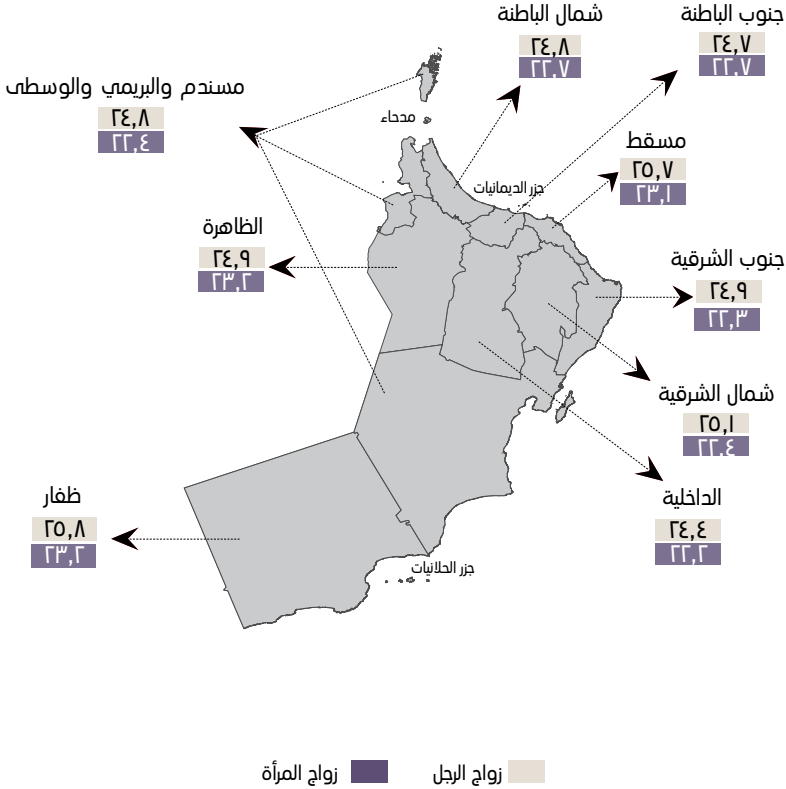 جنوب الباطنة
٢٤,٧
٢٢,٧
شمال الباطنة
٢٤,٨
٢٢,٧
مسندم والبريمي والوسطى
٢٤,٨
٢٢,٤
مدحاء
مسقط
٢٥,٧
٢٣,١
جزر الديمانيات
الظاهرة
٢٤,٩
٢٣,٢
جنوب الشرقية
٢٤,٩
٢٢,٣
شمال الشرقية
٢٥,١
٢٢,٤
الداخلية
٢٤,٤
٢٢,٢
ظفار
٢٥,٨
٢٣,٢
جزر الحلانيات
زواج الرجل
زواج المرأة